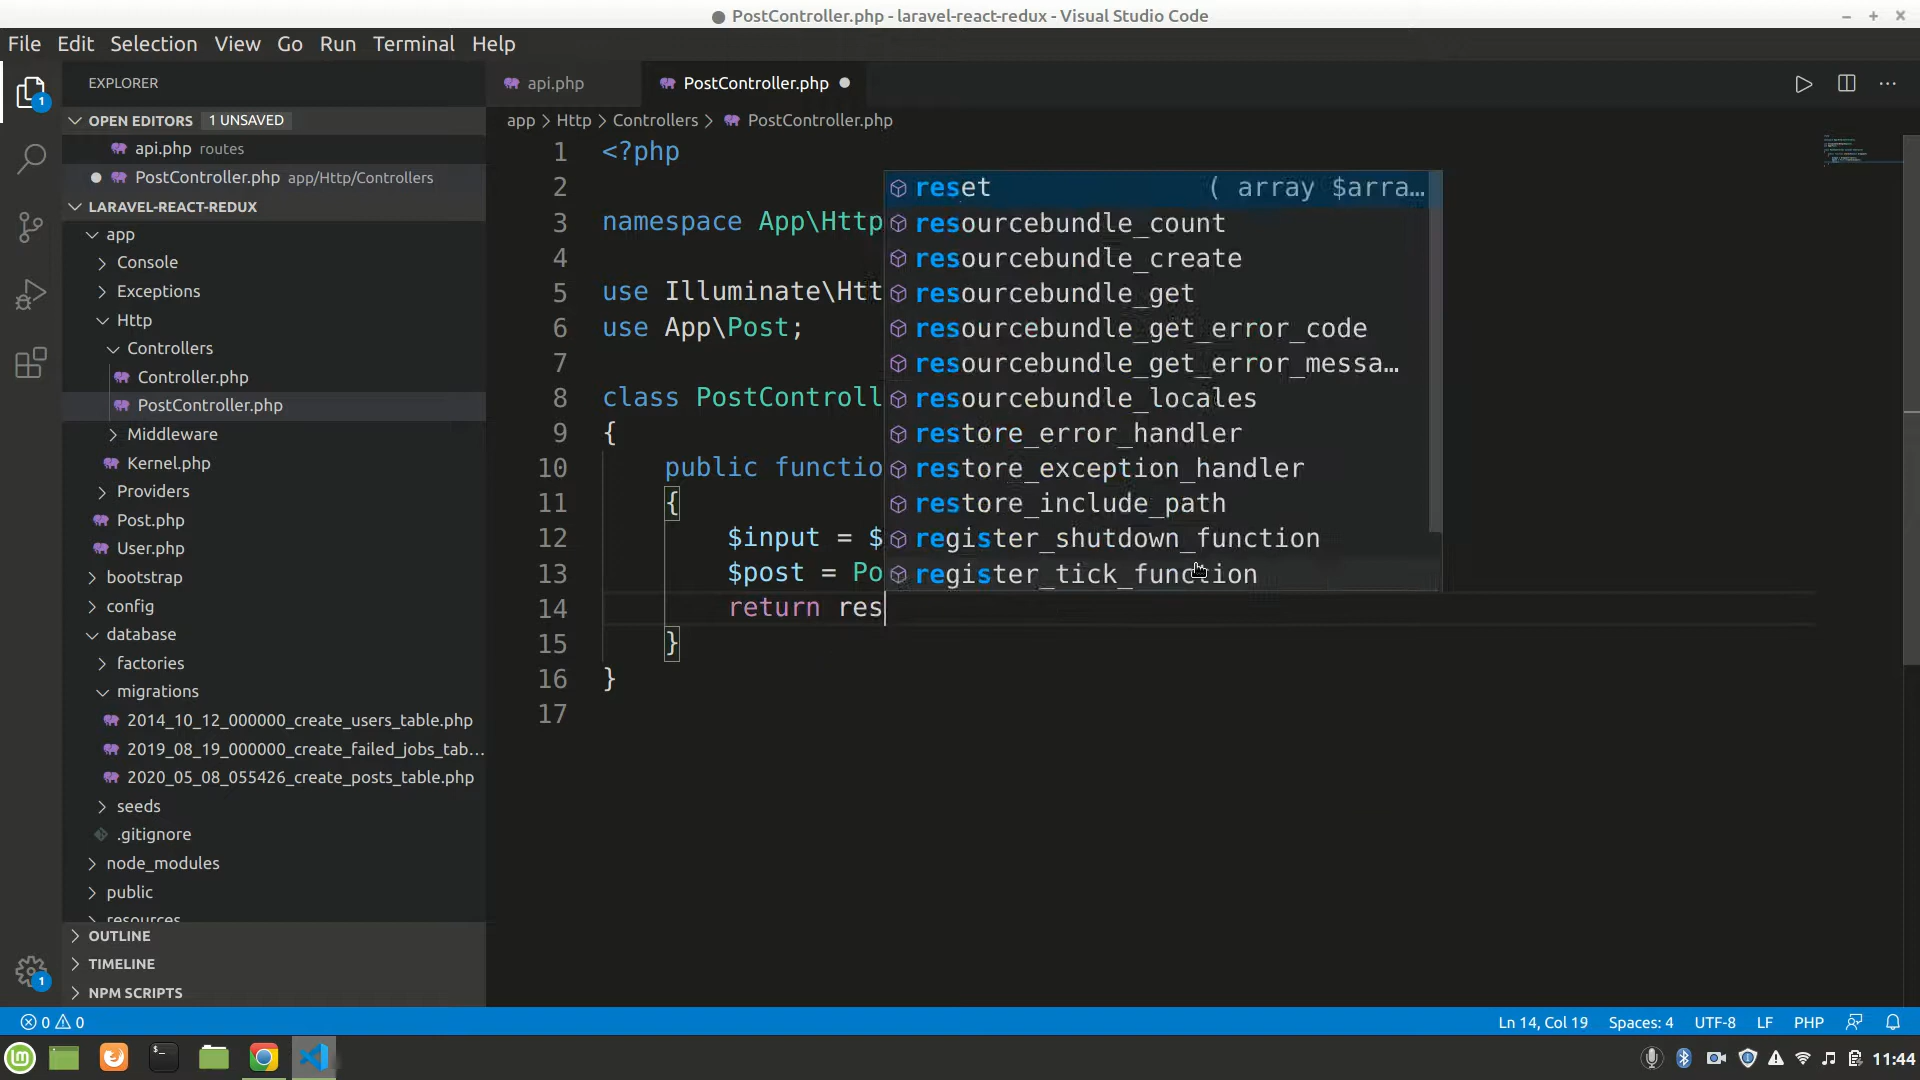 PostController.php - laravel-react-redux - Visual Studio Code
File Edit Selection View Go Run Terminal Help
EXPLORER
OPEN EDITORS 1 UNSAVED
api.php routes
PostController.php app/Http/Controllers
LARAVEL-REACT-REDUX
app
Console
Exceptions
Http
Controllers
Controller.php
PostController.php
Middleware
Kernel.php
Providers
Post.php
User.php
bootstrap
config
database
factories
migrations
2014_10_12_000000_create_users_table.php
2019_08_19_000000_create_failed_jobs_tab...
2020_05_08_055426_create_posts_table.php
seeds
.gitignore
node_modules
public
resources
OUTLINE
TIMELINE
NPM SCRIPTS
1
1
api.php PostController.php
app > Http > Controllers > PostController.php
1 <?php
2
3 namespace App\Http
4
5 use Illuminate\Htt
6 use App\Post;
7
8 class PostControll
9 {
10 public functio
11 {
12 $input = $
13 $post = Po
14 return res
15 }
16 }
17
reset ( array $arra...
resourcebundle_count
resourcebundle_create
resourcebundle_get
resourcebundle_get_error_code
resourcebundle_get_error_messa...
resourcebundle_locales
restore_error_handler
restore_exception_handler
restore_include_path
register_shutdown_function
register_tick_function
0 0 Ln 14, Col 19 Spaces: 4 UTF-8 LF PHP
11:44